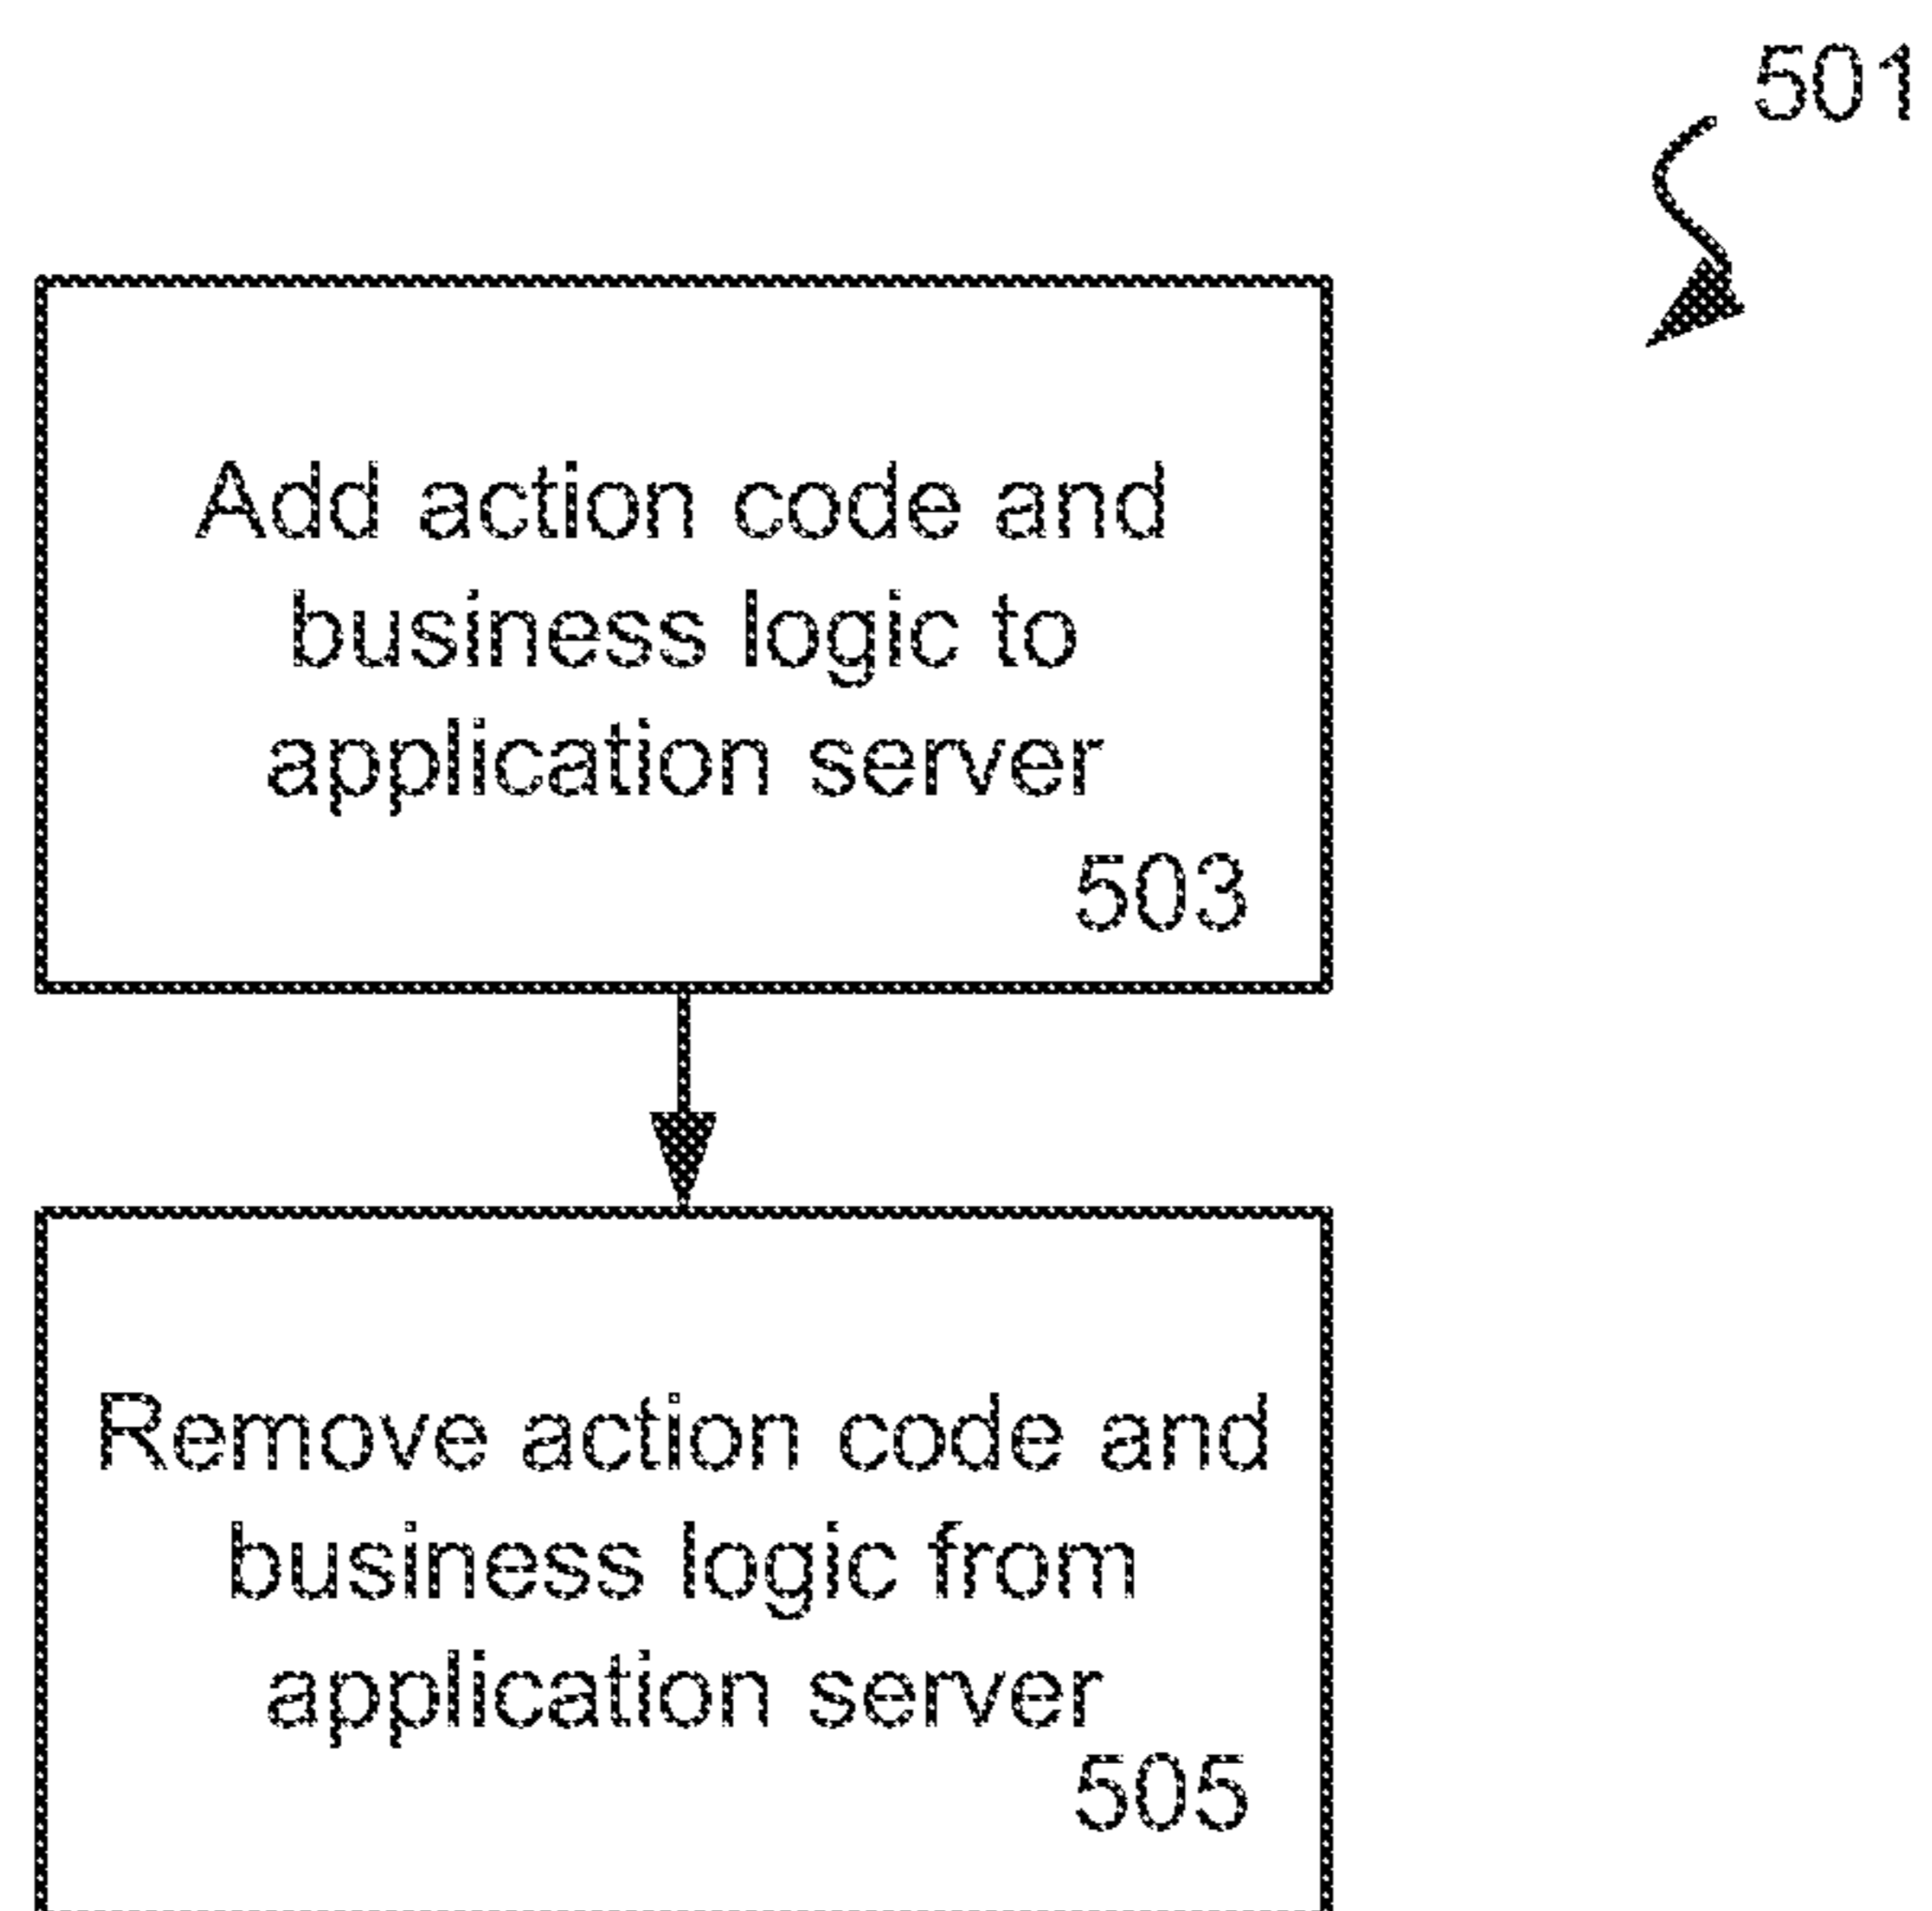 501
Add action code and
business logic to
application server
503
Remove action code and
business logic from
application server
505